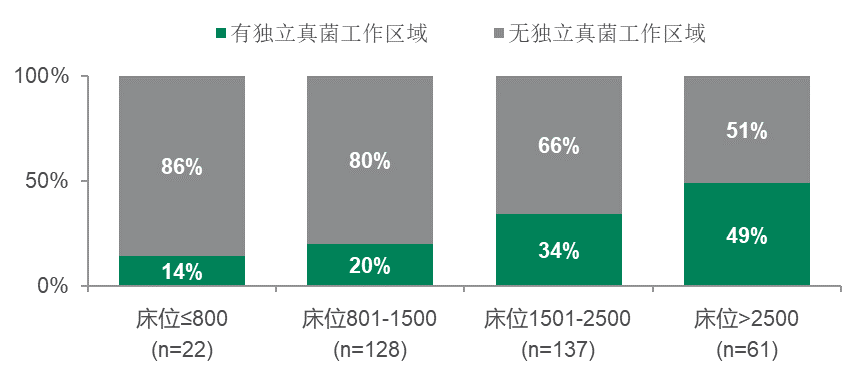 有独立真菌工作区域 无独立真菌工作区域
100%
86% 80% 66% 51%
50%
14% 20% 34% 49%
0%
床位≤800 床位801-1500 床位1501-2500 床位>2500
(n=22) (n=128) (n=137) (n=61)